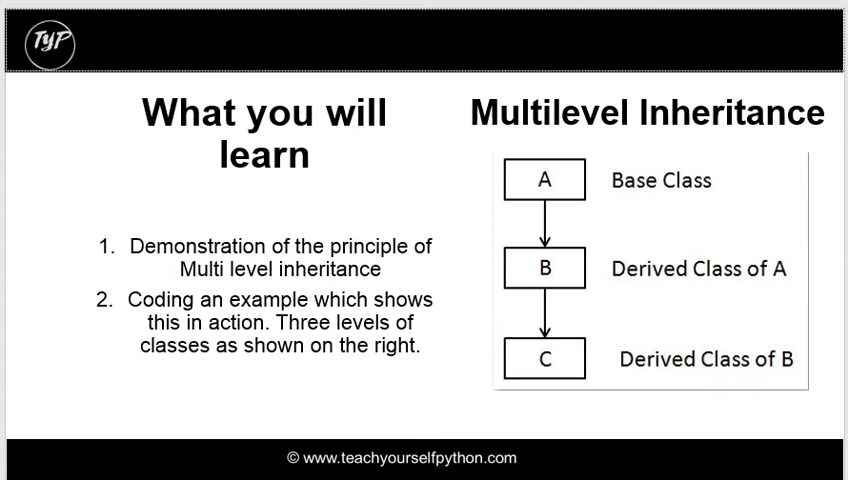 TyP
What you will
learn
1. Demonstration of the principle of
Multi level inheritance
2. Coding an example which shows
this in action. Three levels of
classes as shown on the right.
Multilevel Inheritance
A Base Class
B Derived Class of A
C Derived Class of B
© www.teachyourselfpython.com